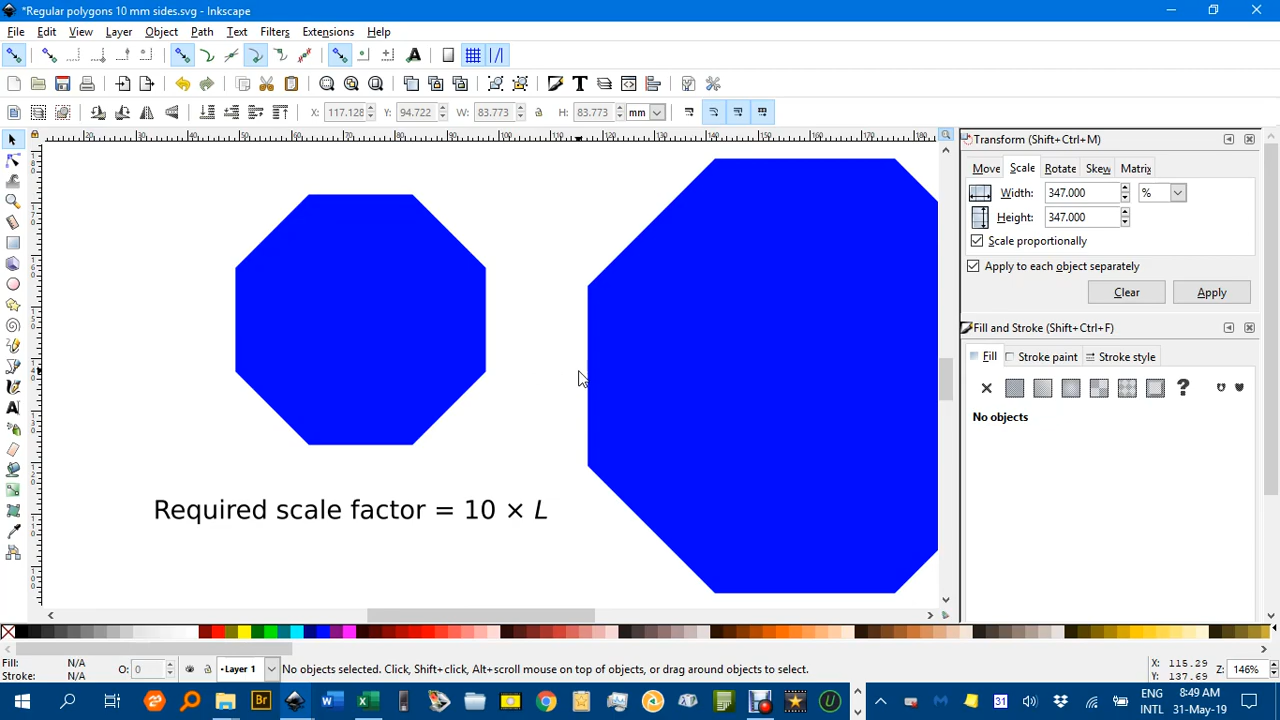 *Regular polygons 10 mm sides.svg - Inkscape
File Edit View Layer Object Path Text Filters Extensions Help
X: 117.128 Y: 94.722 W: 83.773 H: 83.773 mm
Transform (Shift+Ctrl+M)
Move Scale Rotate Skew Matrix
Width: 347.000 %
Height: 347.000
Scale proportionally
Apply to each object separately
Clear Apply
Fill and Stroke (Shift+Ctrl+F)
Fill Stroke paint Stroke style
No objects
Required scale factor = 10 × L
Fill: N/A
Stroke: N/A
O: 0
Layer 1
No objects selected. Click, Shift+click, Alt+scroll mouse on top of objects, or drag around objects to select.
X: 115.29
Y: 137.69
Z: 146%
ENG
INTL
8:49 AM
31-May-19